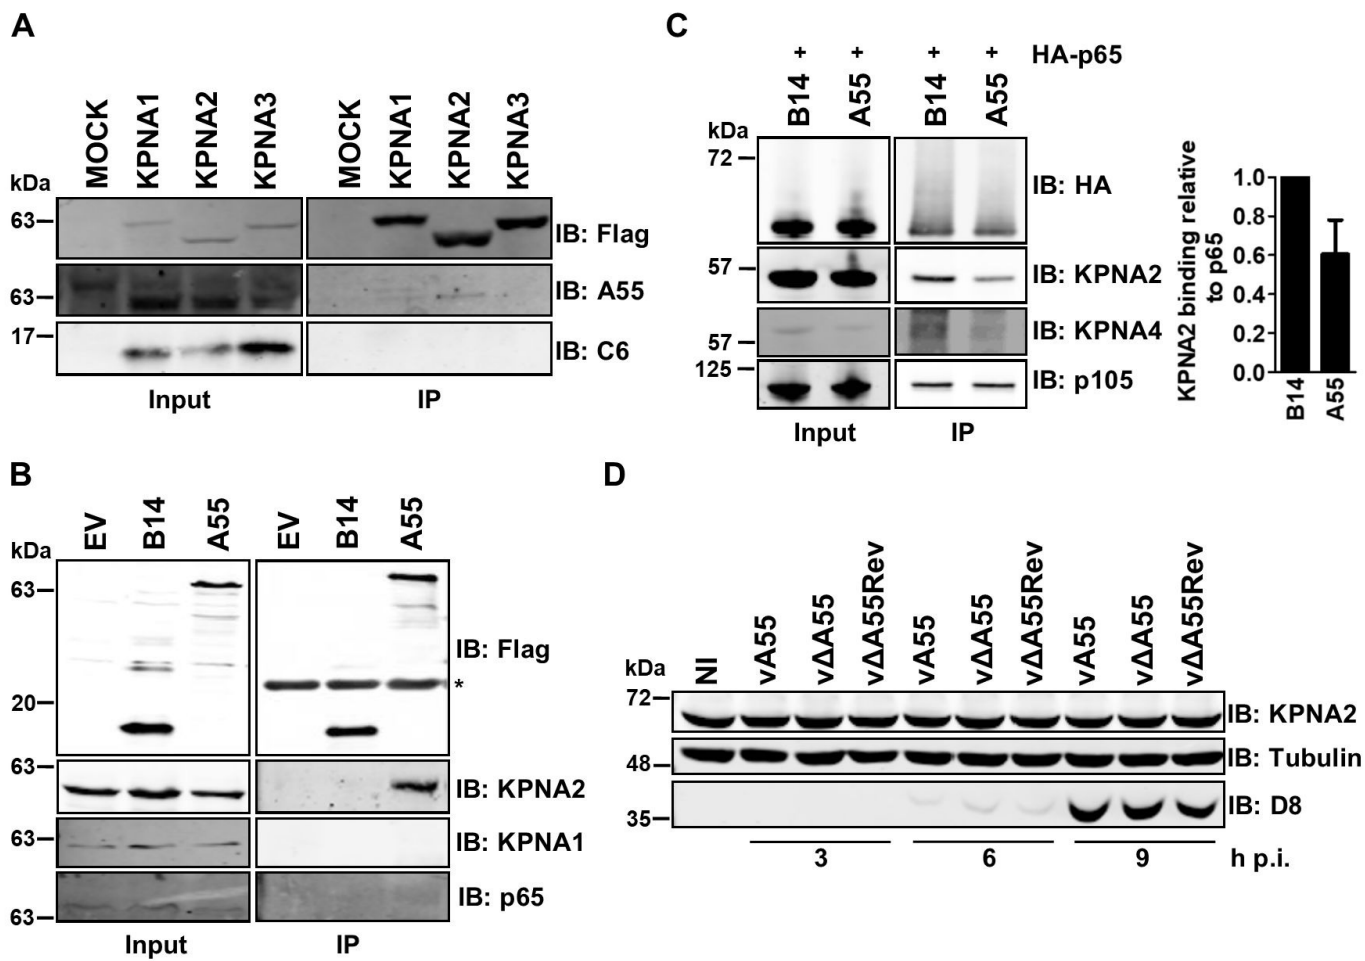 A
MOCK
KPNA1
KPNA2
KPNA3
MOCK
KPNA1
KPNA2
KPNA3
kDa
63
IB: Flag
63
IB: A55
17
IB: C6
Input
IP
B
EV
B14
A55
EV
B14
A55
kDa
63
IB: Flag
*
20
63
IB: KPNA2
63
IB: KPNA1
IB: p65
63
Input
IP
C
+ + + + HA-p65
B14
A55
B14
A55
kDa
72
IB: HA
57
IB: KPNA2
IB: KPNA4
57
125
IB: p105
Input
IP
KPNA2 binding relative
to p65
1.0
0.8
0.6
0.4
0.2
0.0
B14
A55
D
NI
vA55
vΔA55
vΔA55Rev
vA55
vΔA55
vΔA55Rev
vA55
vΔA55
vΔA55Rev
kDa
72
IB: KPNA2
48
IB: Tubulin
35
IB: D8
3 6 9 h p.i.